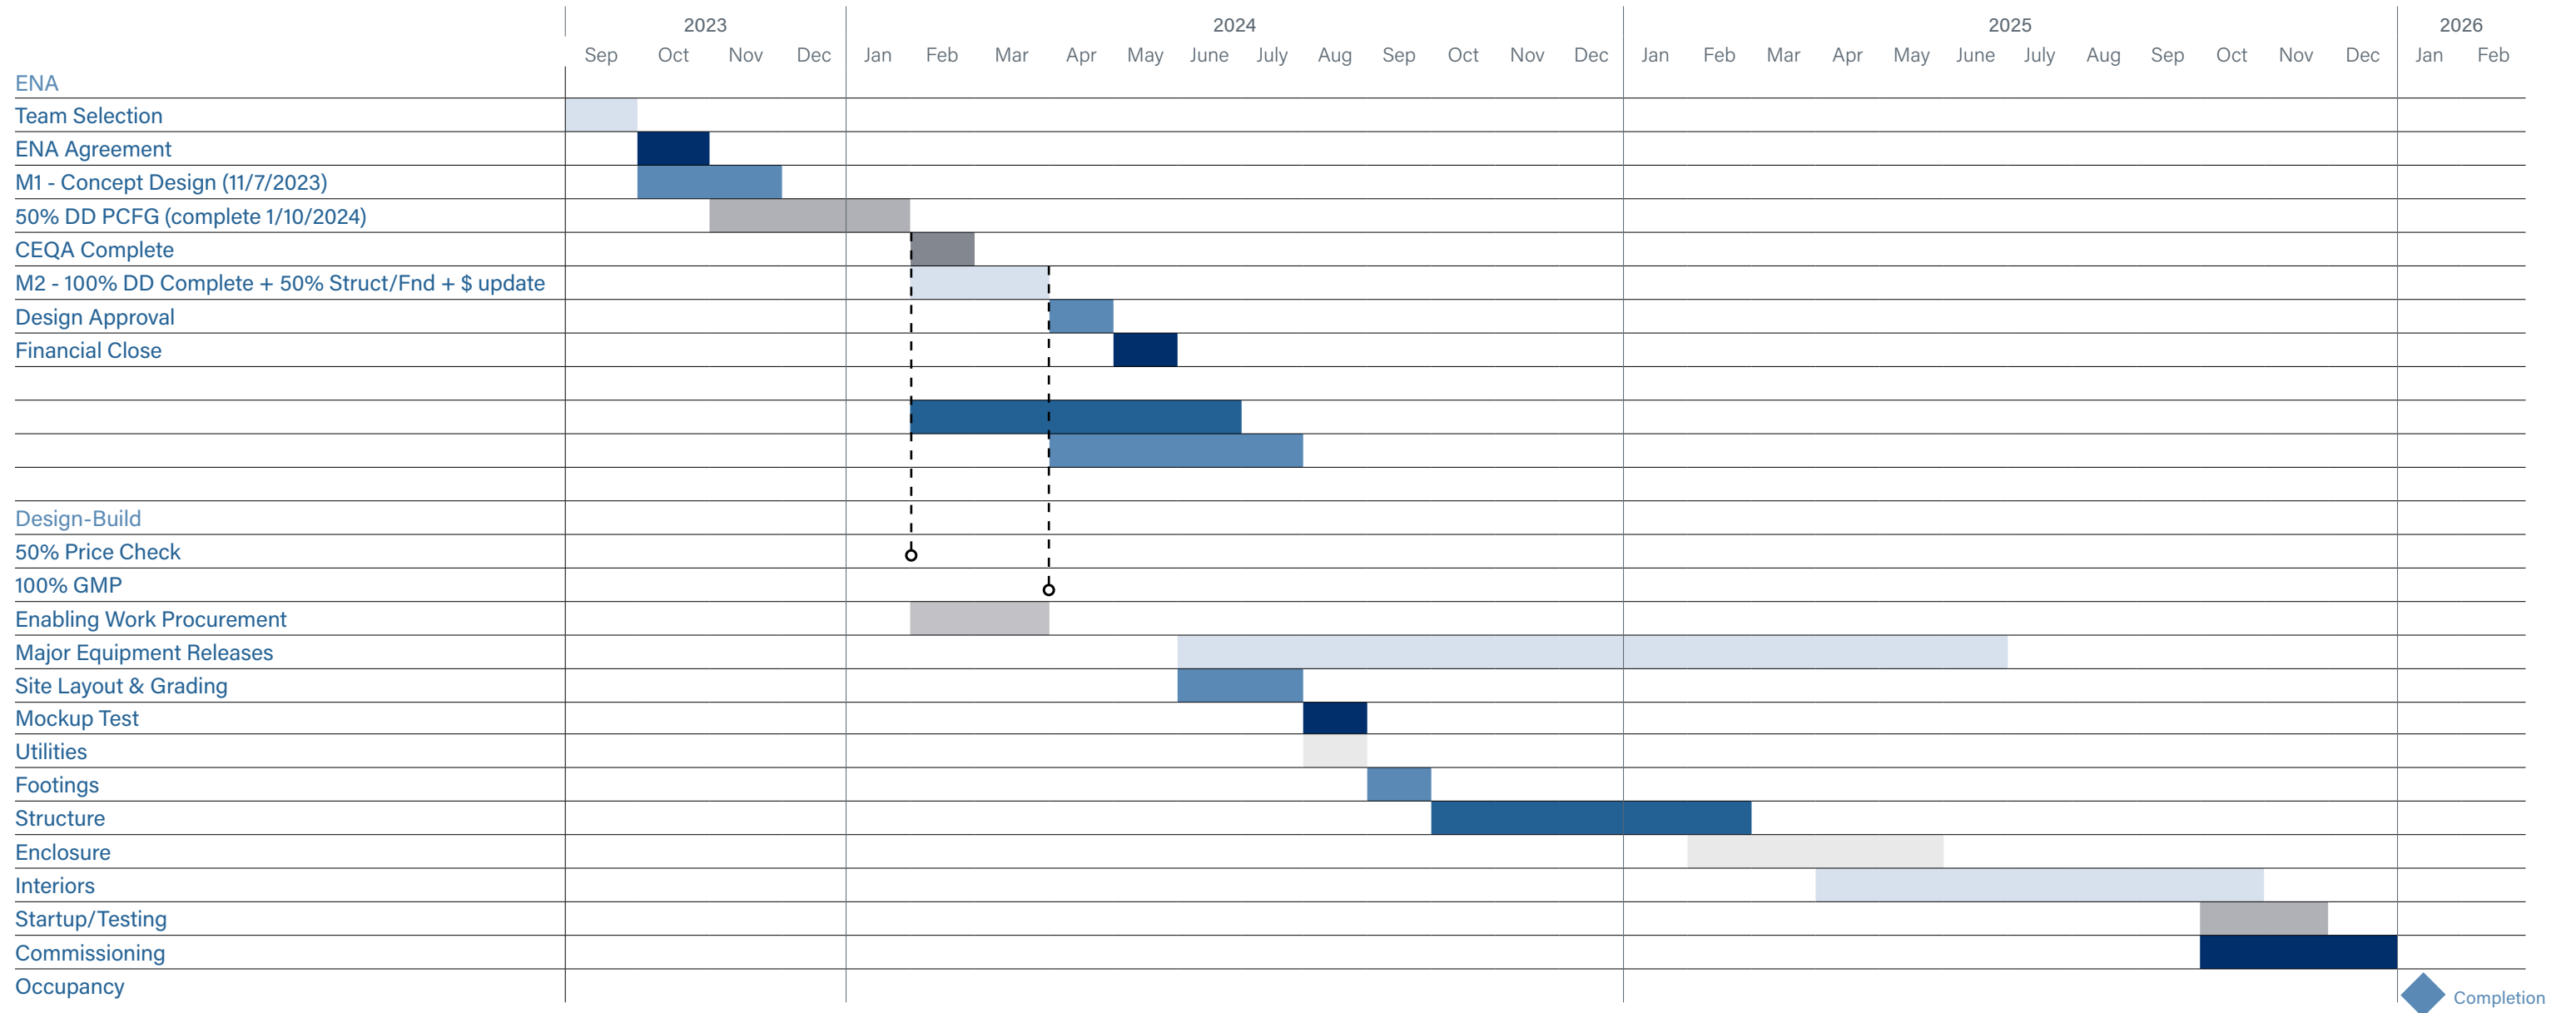 2023 2024 2025 2026
Sep Oct Nov Dec Jan Feb Mar Apr May June July Aug Sep Oct Nov Dec Jan Feb Mar Apr May June July Aug Sep Oct Nov Dec Jan Feb
ENA
Team Selection
ENA Agreement
M1 - Concept Design (11/7/2023)
50% DD PCFG (complete 1/10/2024)
CEQA Complete
M2 - 100% DD Complete + 50% Struct/Fnd + $ update
Design Approval
Financial Close
Design-Build
50% Price Check
100% GMP
Enabling Work Procurement
Major Equipment Releases
Site Layout & Grading
Mockup Test
Utilities
Footings
Structure
Enclosure
Interiors
Startup/Testing
Commissioning
Occupancy
Completion